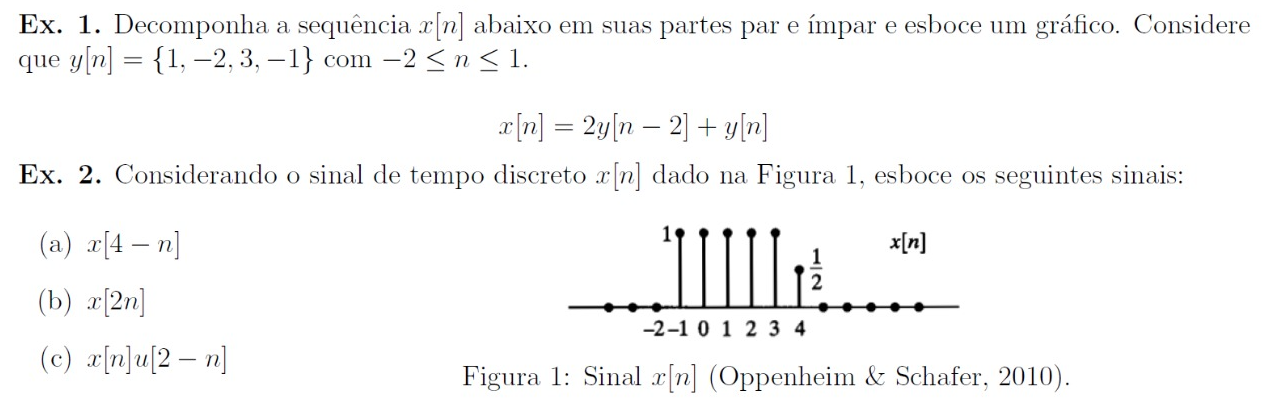 Ex. 1. Decomponha a sequência x[n] abaixo em suas partes par e ímpar e esboce um gráfico. Considere
que y[n] = {1, −2, 3, −1} com −2 ≤ n ≤ 1.
x[n] = 2y[n − 2] + y[n]
Ex. 2. Considerando o sinal de tempo discreto x[n] dado na Figura 1, esboce os seguintes sinais:
(a) x[4 − n]
(b) x[2n]
(c) x[n]u[2 − n]
1
x[n]
1/2
−2 −1 0 1 2 3 4
Figura 1: Sinal x[n] (Oppenheim & Schafer, 2010).